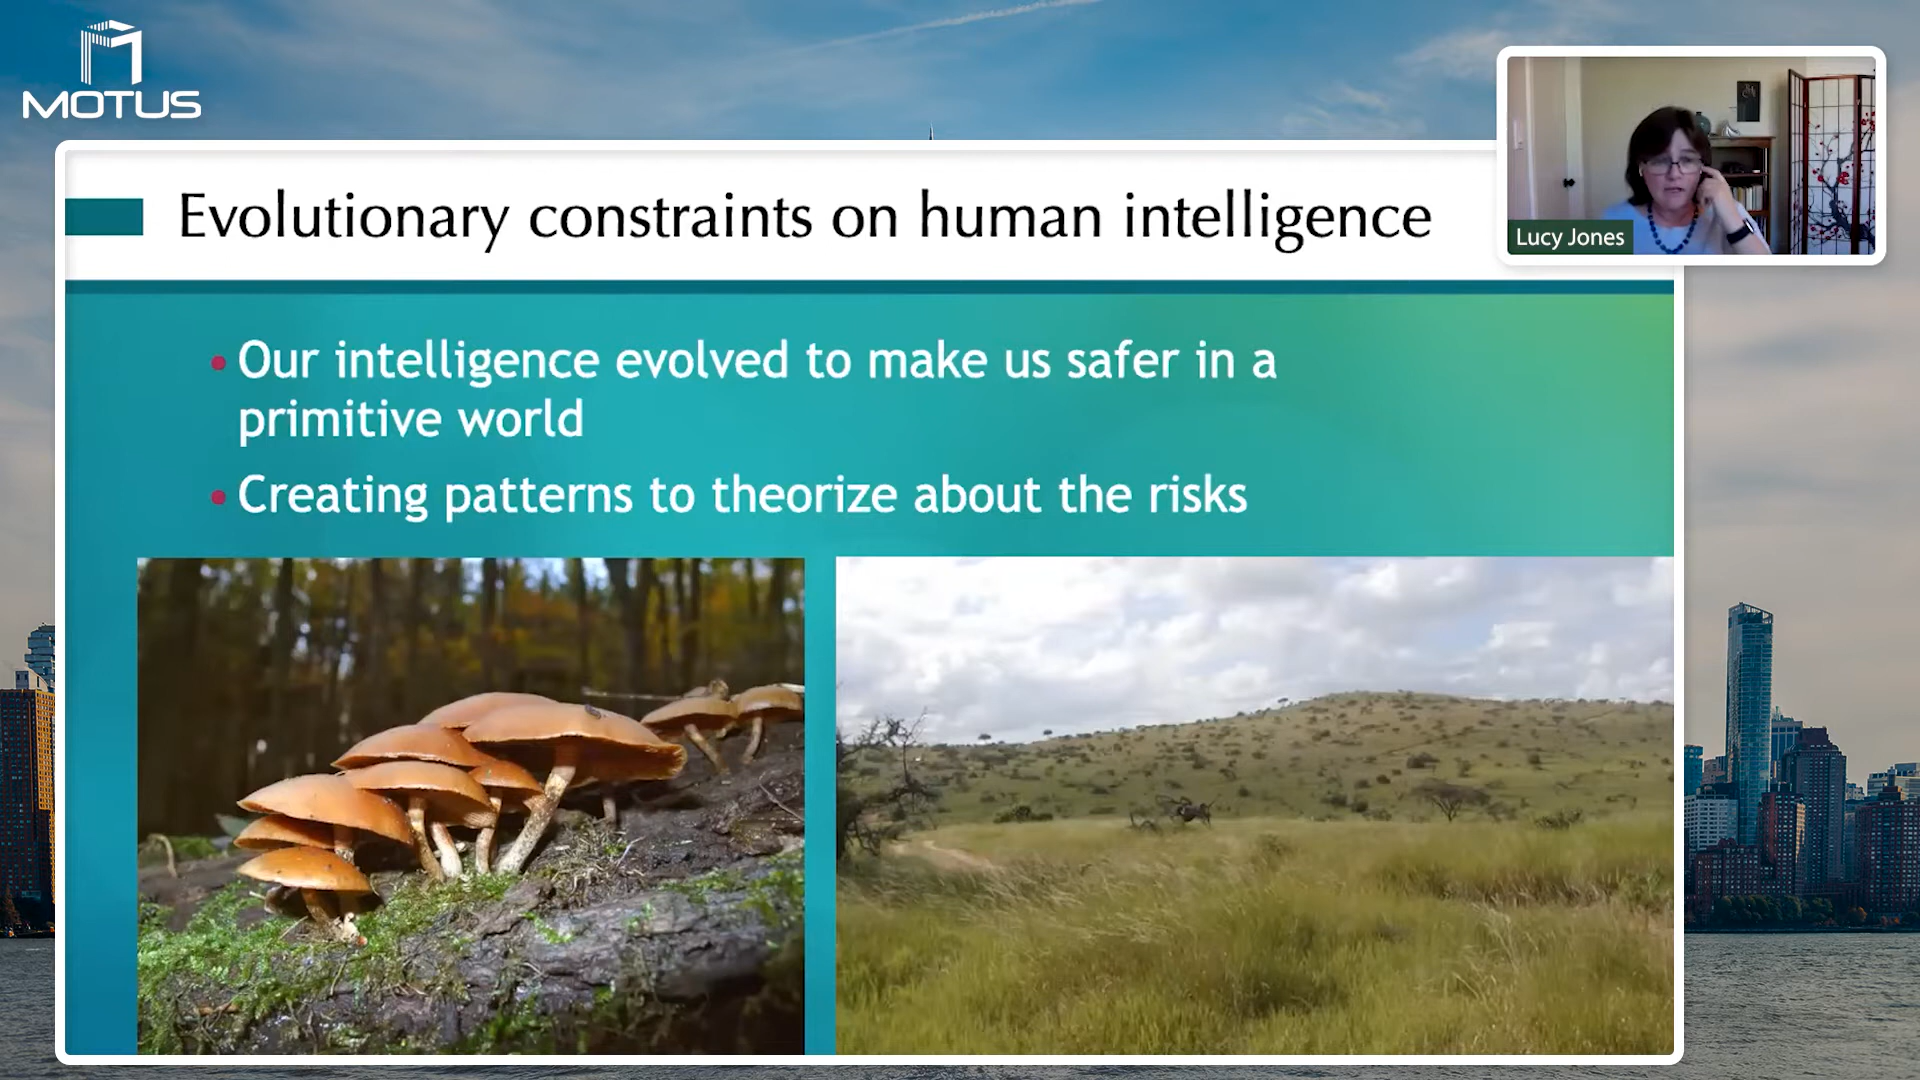 MOTUS
Evolutionary constraints on human intelligence
Lucy Jones
• Our intelligence evolved to make us safer in a
primitive world
• Creating patterns to theorize about the risks